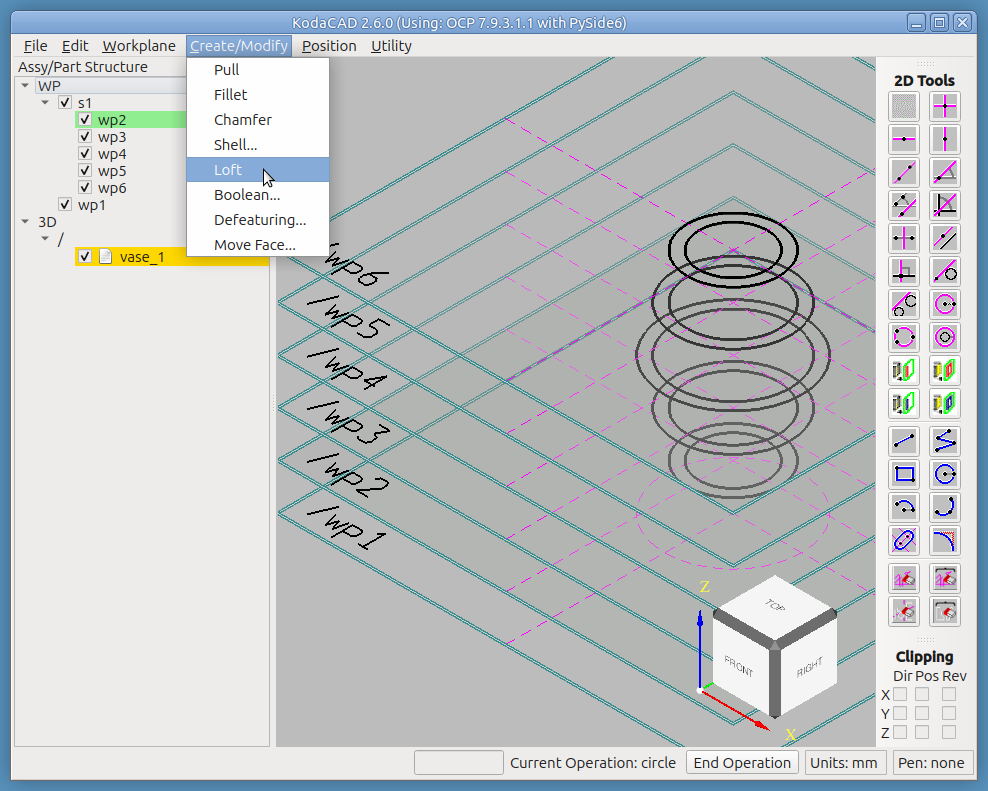 KodaCAD 2.6.0 (Using: OCP 7.9.3.1.1 with PySide6)
File Edit Workplane Create/Modify Position Utility
Assy/Part Structure
WP
s1
wp2
wp3
wp4
wp5
wp6
wp1
3D
/
vase_1
Pull
Fillet
Chamfer
Shell...
Loft
Boolean...
Defeaturing...
Move Face...
/wp6
/wp5
/wp4
/wp3
/wp2
/wp1
Z
TOP
FRONT
RIGHT
X
2D Tools
Clipping
Dir Pos Rev
X
Y
Z
Current Operation: circle End Operation Units: mm Pen: none